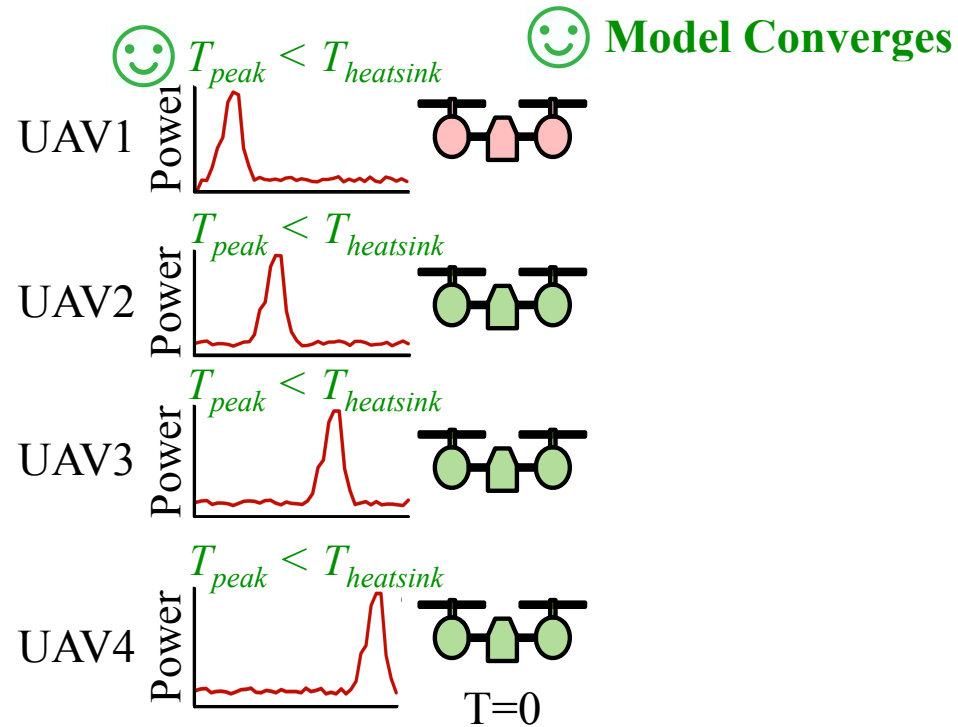 Model Converges
T_peak < T_heatsink
UAV1
Power
T_peak < T_heatsink
UAV2
Power
T_peak < T_heatsink
UAV3
Power
T_peak < T_heatsink
UAV4
Power
T=0